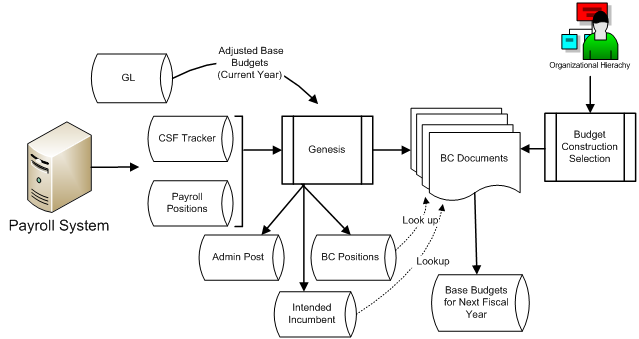 GL
Adjusted Base
Budgets
(Current Year)
Organizational Hierachy
CSF Tracker
Genesis
BC Documents
Budget
Construction
Selection
Payroll
Positions
Payroll System
Look up
Admin Post
BC Positions
Lookup
Intended
Incumbent
Base Budgets
for Next Fiscal
Year